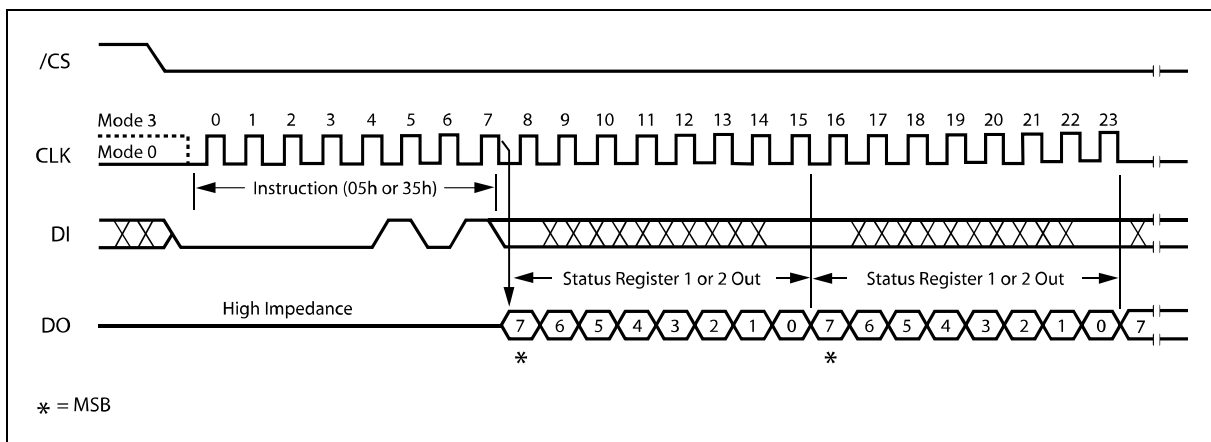 /CS
Mode 3
0 1 2 3 4 5 6 7 8 9 10 11 12 13 14 15 16 17 18 19 20 21 22 23
CLK
Mode 0
Instruction (05h or 35h)
DI
Status Register 1 or 2 Out
Status Register 1 or 2 Out
High Impedance
DO
7 6 5 4 3 2 1 0 7 6 5 4 3 2 1 0 7
* *
* = MSB